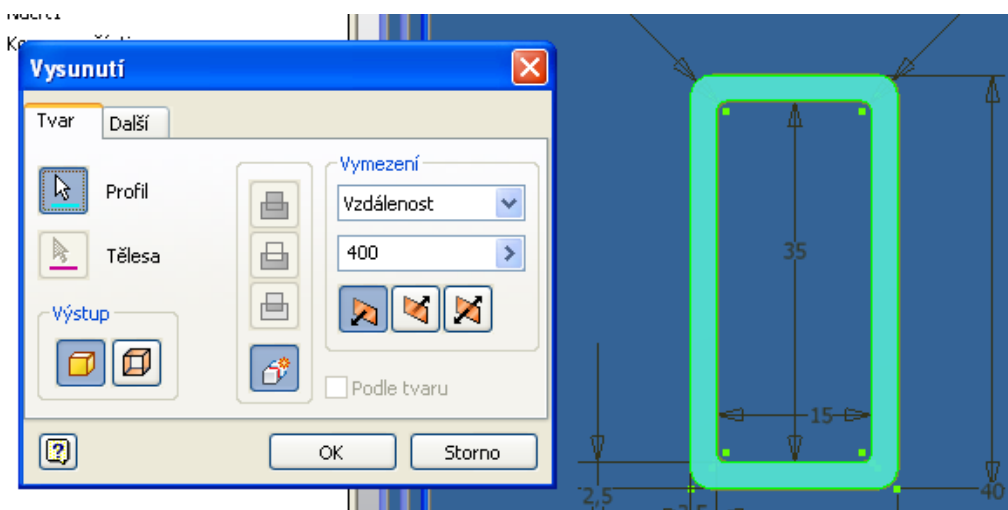 Vysunutí
Tvar
Další
Profil
Tělesa
Výstup
Vymezení
Vzdálenost
400
Podle tvaru
OK
Storno
35
15
2,5
40